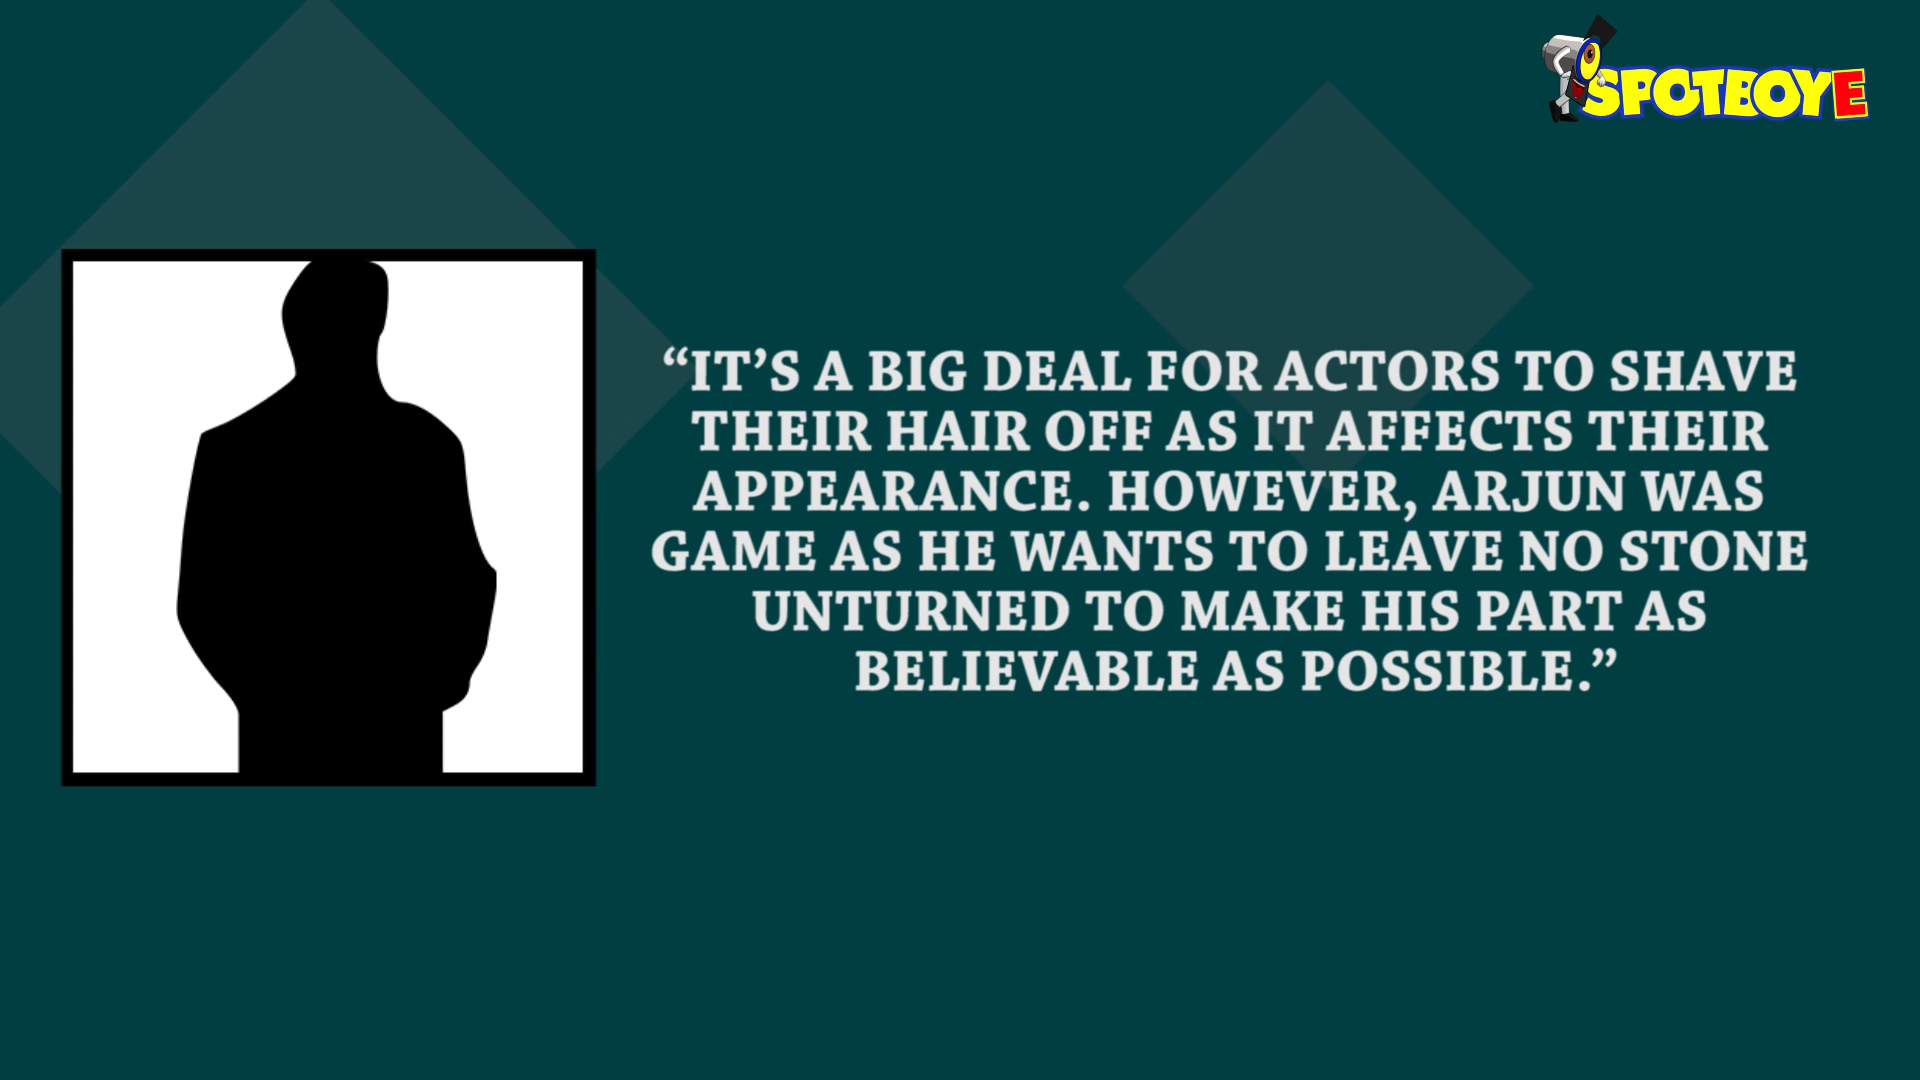 SPOTBOYE
“IT’S A BIG DEAL FOR ACTORS TO SHAVE
THEIR HAIR OFF AS IT AFFECTS THEIR
APPEARANCE. HOWEVER, ARJUN WAS
GAME AS HE WANTS TO LEAVE NO STONE
UNTURNED TO MAKE HIS PART AS
BELIEVABLE AS POSSIBLE.”